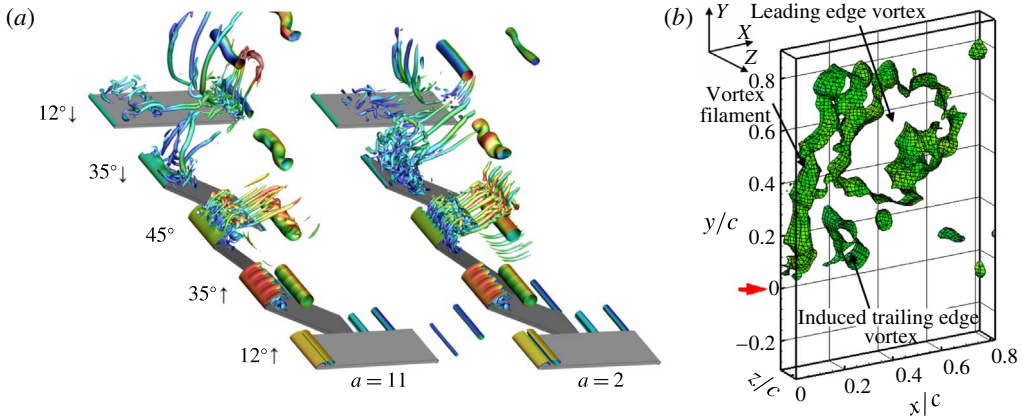 (a)
12°↓
35°↓
45°
35°↑
12°↑
a = 11
a = 2
(b)
Y
X
Z
Leading edge vortex
Vortex
filament
Induced trailing edge
vortex
y/c
0.8
0.6
0.4
0.2
0
−0.2
z/c
0
0.2
0.4
0.6
0.8
x/c